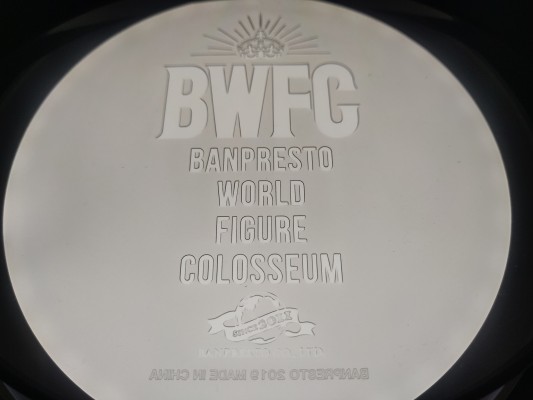 BWFC
BANPRESTO
WORLD
FIGURE
COLOSSEUM
BANPRESTO 2019 MADE IN CHINA